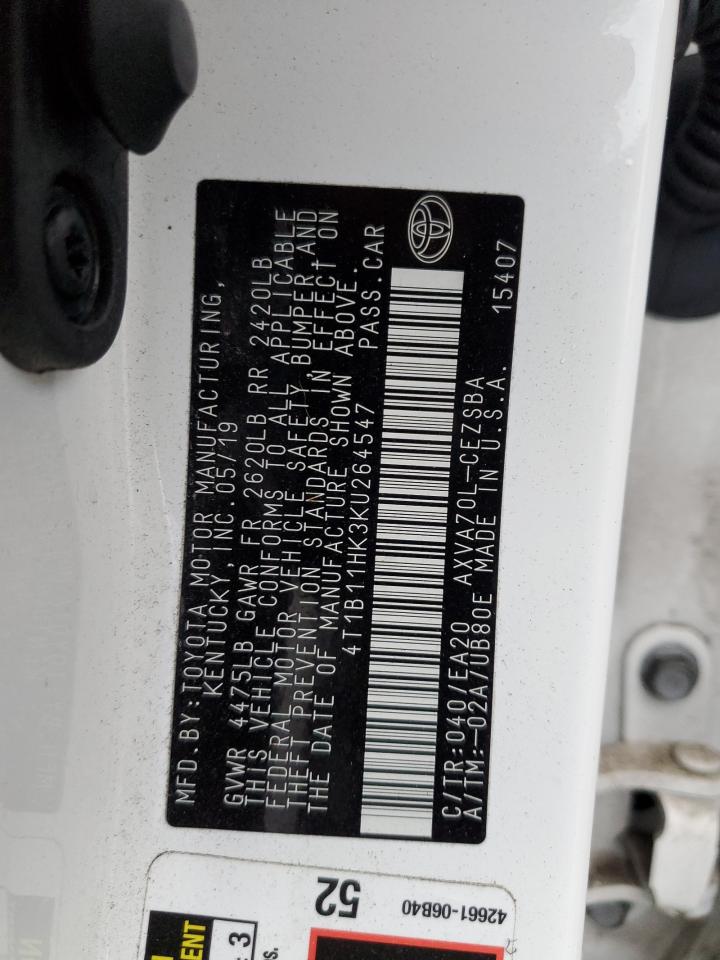 MFD.BY:TOYOTA MOTOR MANUFACTURING,
KENTUCKY, INC.05/19
GVWR 4475LB GAWR FR 2620LB RR 2420LB
THIS VEHICLE CONFORMS TO ALL APPLICABLE
FEDERAL MOTOR VEHICLE SAFETY,BUMPER,AND
THEFT PREVENTION STANDARDS IN EFFECT ON
THE DATE OF MANUFACTURE SHOWN ABOVE.
4T1B11HK3KU264547 PASS.CAR
C/TR:040/EA20 AXVA70L-CEZSBA
A/TM:-02A/UB80E MADE IN U.S.A. 15407
52
42661-06B40
3